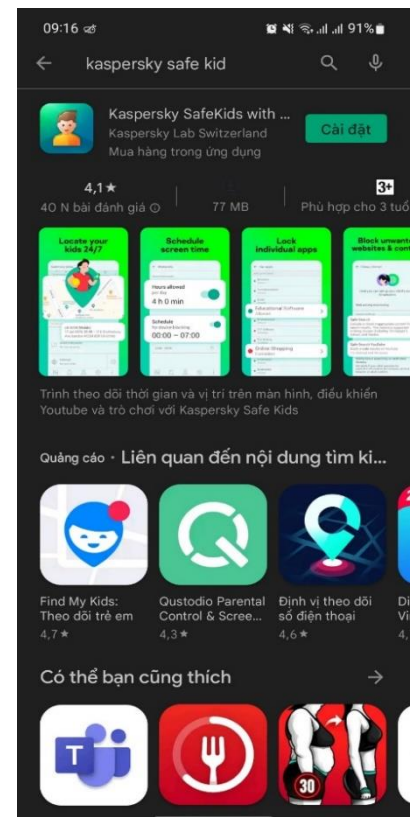 09:16
91%
kaspersky safe kid
Kaspersky SafeKids with ...
Kaspersky Lab Switzerland
Mua hàng trong ứng dụng
Cài đặt
4,1★
3+
40 N bài đánh giá
77 MB
Phù hợp cho 3 tuổ
Locate your
kids 24/7
Schedule
screen time
Hours allowed
4 h 0 min
Schedule
00:00 – 07:00
Lock
individual apps
Educational Software
Online Shopping
Block unwant
websites & cont
Trình theo dõi thời gian và vị trí trên màn hình, điều khiển
Youtube và trò chơi với Kaspersky Safe Kids
Quảng cáo · Liên quan đến nội dung tìm ki...
Find My Kids:
Theo dõi trẻ em
4,7★
Qustodio Parental
Control & Scree...
4,3★
Định vị theo dõi
số điện thoại
4,6★
Di
Vi
4,
Có thể bạn cũng thích
T
30